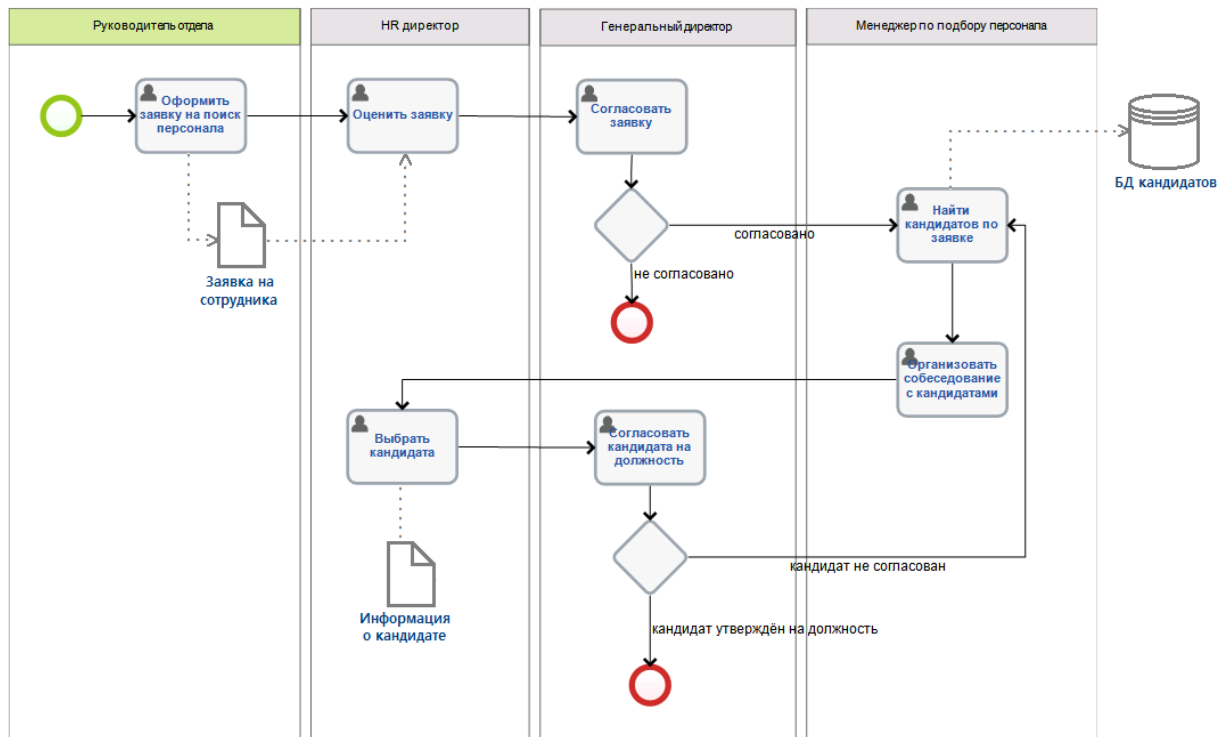 Руководитель отдела
HR директор
Генеральный директор
Менеджер по подбору персонала
Оформить
заявку на поиск
персонала
Оценить заявку
Согласовать
заявку
БД кандидатов
Найти
кандидатов по
заявке
согласовано
не согласовано
Заявка на
сотрудника
Организовать
собеседование
с кандидатами
Выбрать
кандидата
Согласовать
кандидата на
должность
кандидат не согласован
Информация
о кандидате
кандидат утверждён на должность